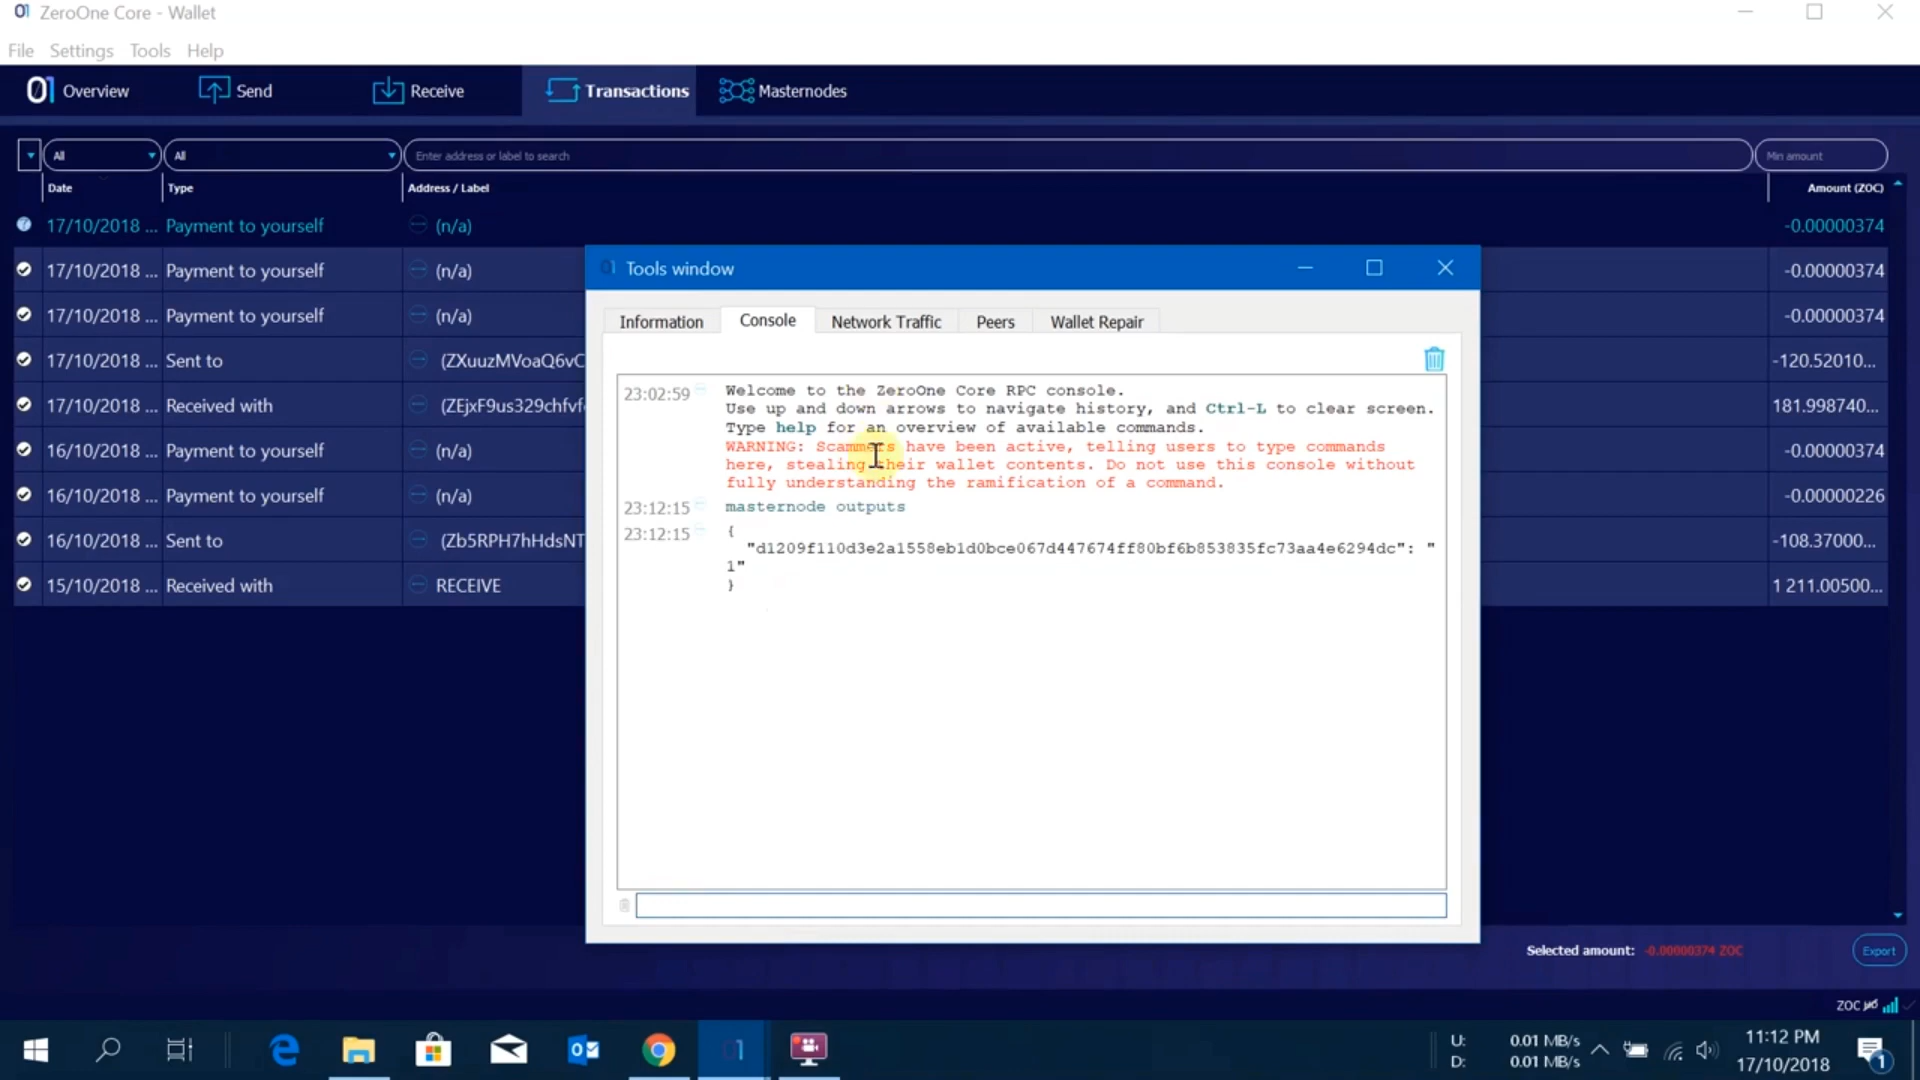 ZeroOne Core - Wallet
File Settings Tools Help
01 Overview Send Receive Transactions Masternodes
All All Enter address or label to search Min amount
Date Type Address / Label Amount (ZOC)
17/10/2018 ... Payment to yourself (n/a) -0.00000374
17/10/2018 ... Payment to yourself (n/a) -0.00000374
17/10/2018 ... Payment to yourself (n/a) -0.00000374
17/10/2018 ... Sent to (ZXuuzMVoaQ6vC -120.52010...
17/10/2018 ... Received with (ZEjxF9us329chfvf 181.998740...
16/10/2018 ... Payment to yourself (n/a) -0.00000374
16/10/2018 ... Payment to yourself (n/a) -0.00000226
16/10/2018 ... Sent to (Zb5RPH7hHdsNT -108.37000...
15/10/2018 ... Received with RECEIVE 1 211.00500...
Tools window
Information Console Network Traffic Peers Wallet Repair
23:02:59 Welcome to the ZeroOne Core RPC console.
Use up and down arrows to navigate history, and Ctrl-L to clear screen.
Type help for an overview of available commands.
WARNING: Scammers have been active, telling users to type commands
here, stealing their wallet contents. Do not use this console without
fully understanding the ramification of a command.
23:12:15 masternode outputs
23:12:15 {
"d1209f110d3e2a1558eb1d0bce067d447674ff80bf6b853835fc73aa4e6294dc": "
1"
}
Selected amount: -0.00000374 ZOC Export
ZOC
U: 0.01 MB/s
D: 0.01 MB/s
11:12 PM
17/10/2018
1